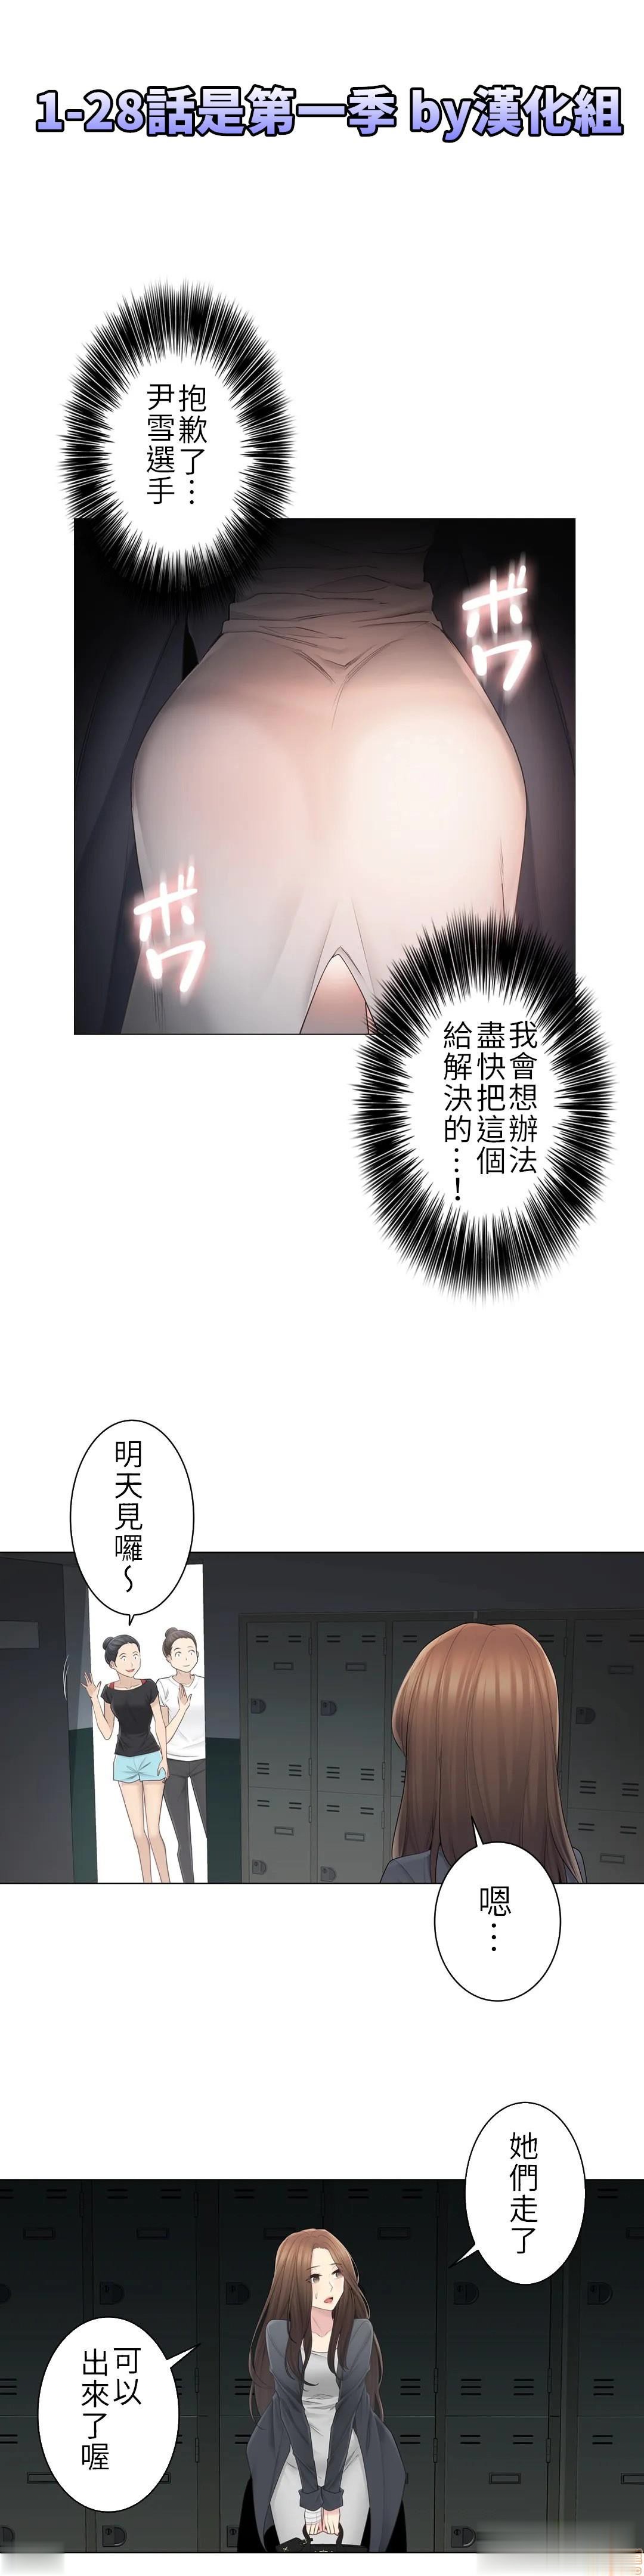 1-28話是第一季 by漢化組
抱歉了…
尹雪選手
ボ
ワ
ボ
ワ
我會想辦法
盡快把這個
給解決的…！
明天見囉～
嗯…
她們走了
可以
出來了喔